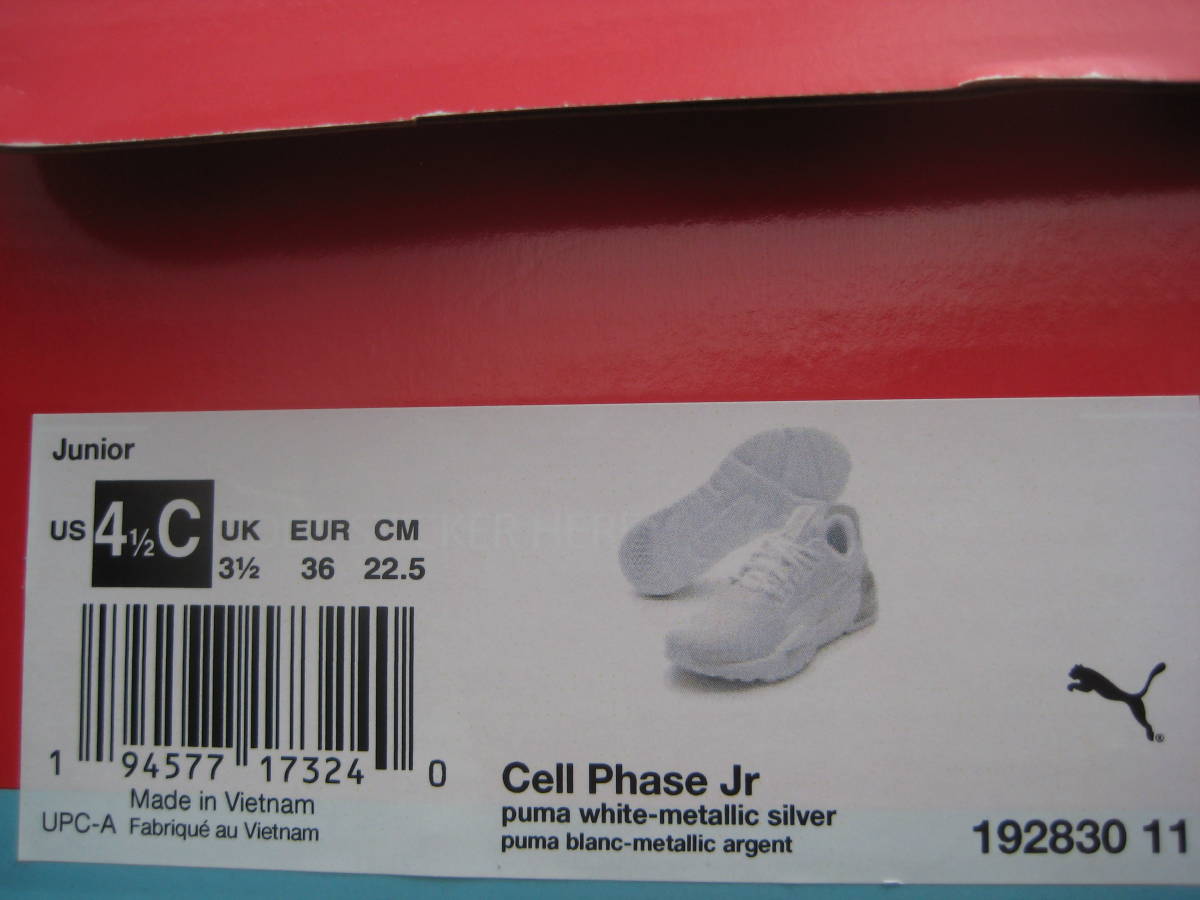 Junior
US 4½C UK EUR CM
3½ 36 22.5
1 94577 17324 0
Made in Vietnam
UPC-A Fabriqué au Vietnam
Cell Phase Jr
puma white-metallic silver
puma blanc-metallic argent
192830 11